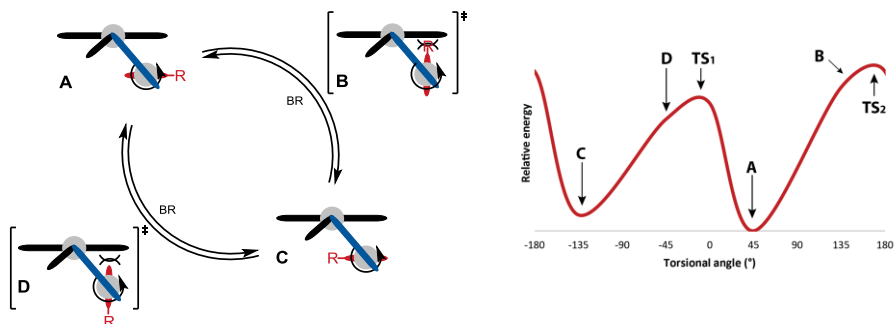 A
R
BR
B
R
‡
BR
C
R
D
R
‡
Relative energy
C
D
TS1
A
B
TS2
-180 -135 -90 -45 0 45 90 135 180
Torsional angle (°)